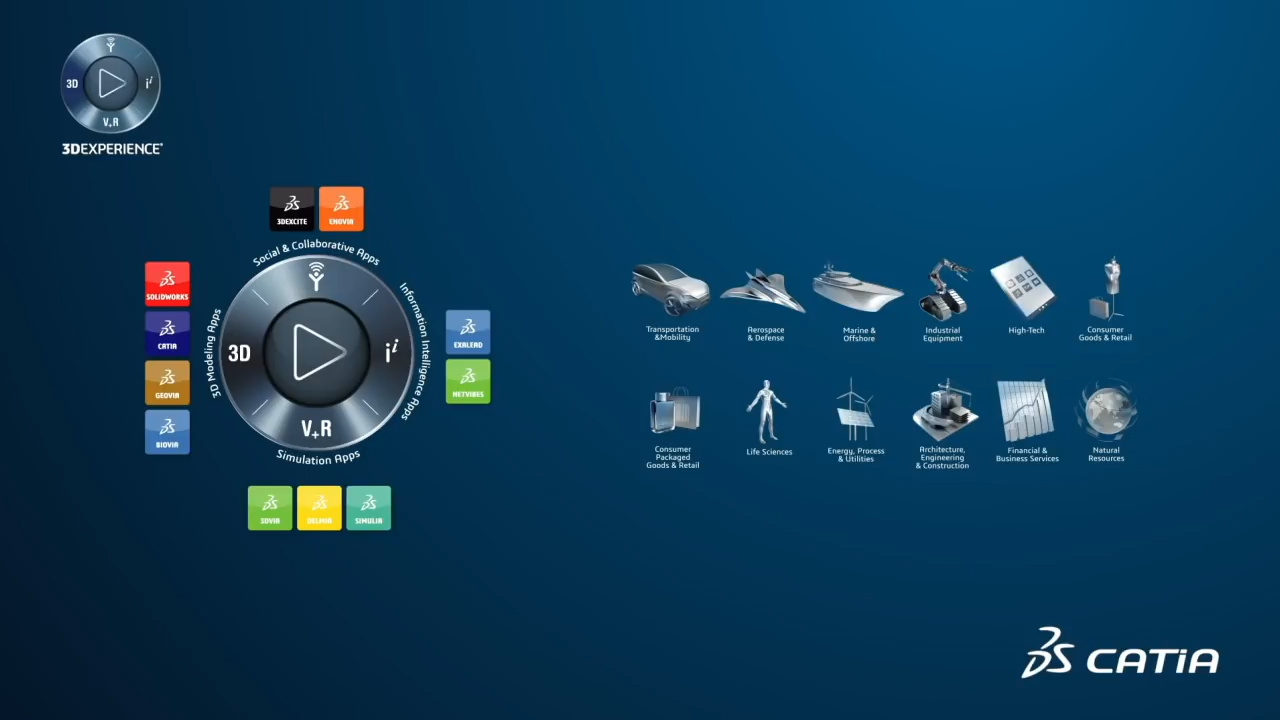 3D
i i
V+R
3DEXPERIENCE®
3DEXCITE
ENOVIA
Social & Collaborative Apps
SOLIDWORKS
CATIA
GEOVIA
BIOVIA
3D Modeling Apps
3D
i i
V+R
Information Intelligence Apps
EXALEAD
NETVIBES
Simulation Apps
3DVIA
DELMIA
SIMULIA
Transportation
&Mobility
Aerospace
& Defense
Marine &
Offshore
Industrial
Equipment
High-Tech
Consumer
Goods & Retail
Consumer
Packaged
Goods & Retail
Life Sciences
Energy, Process
& Utilities
Architecture,
Engineering
& Construction
Financial &
Business Services
Natural
Resources
3DS CATIA